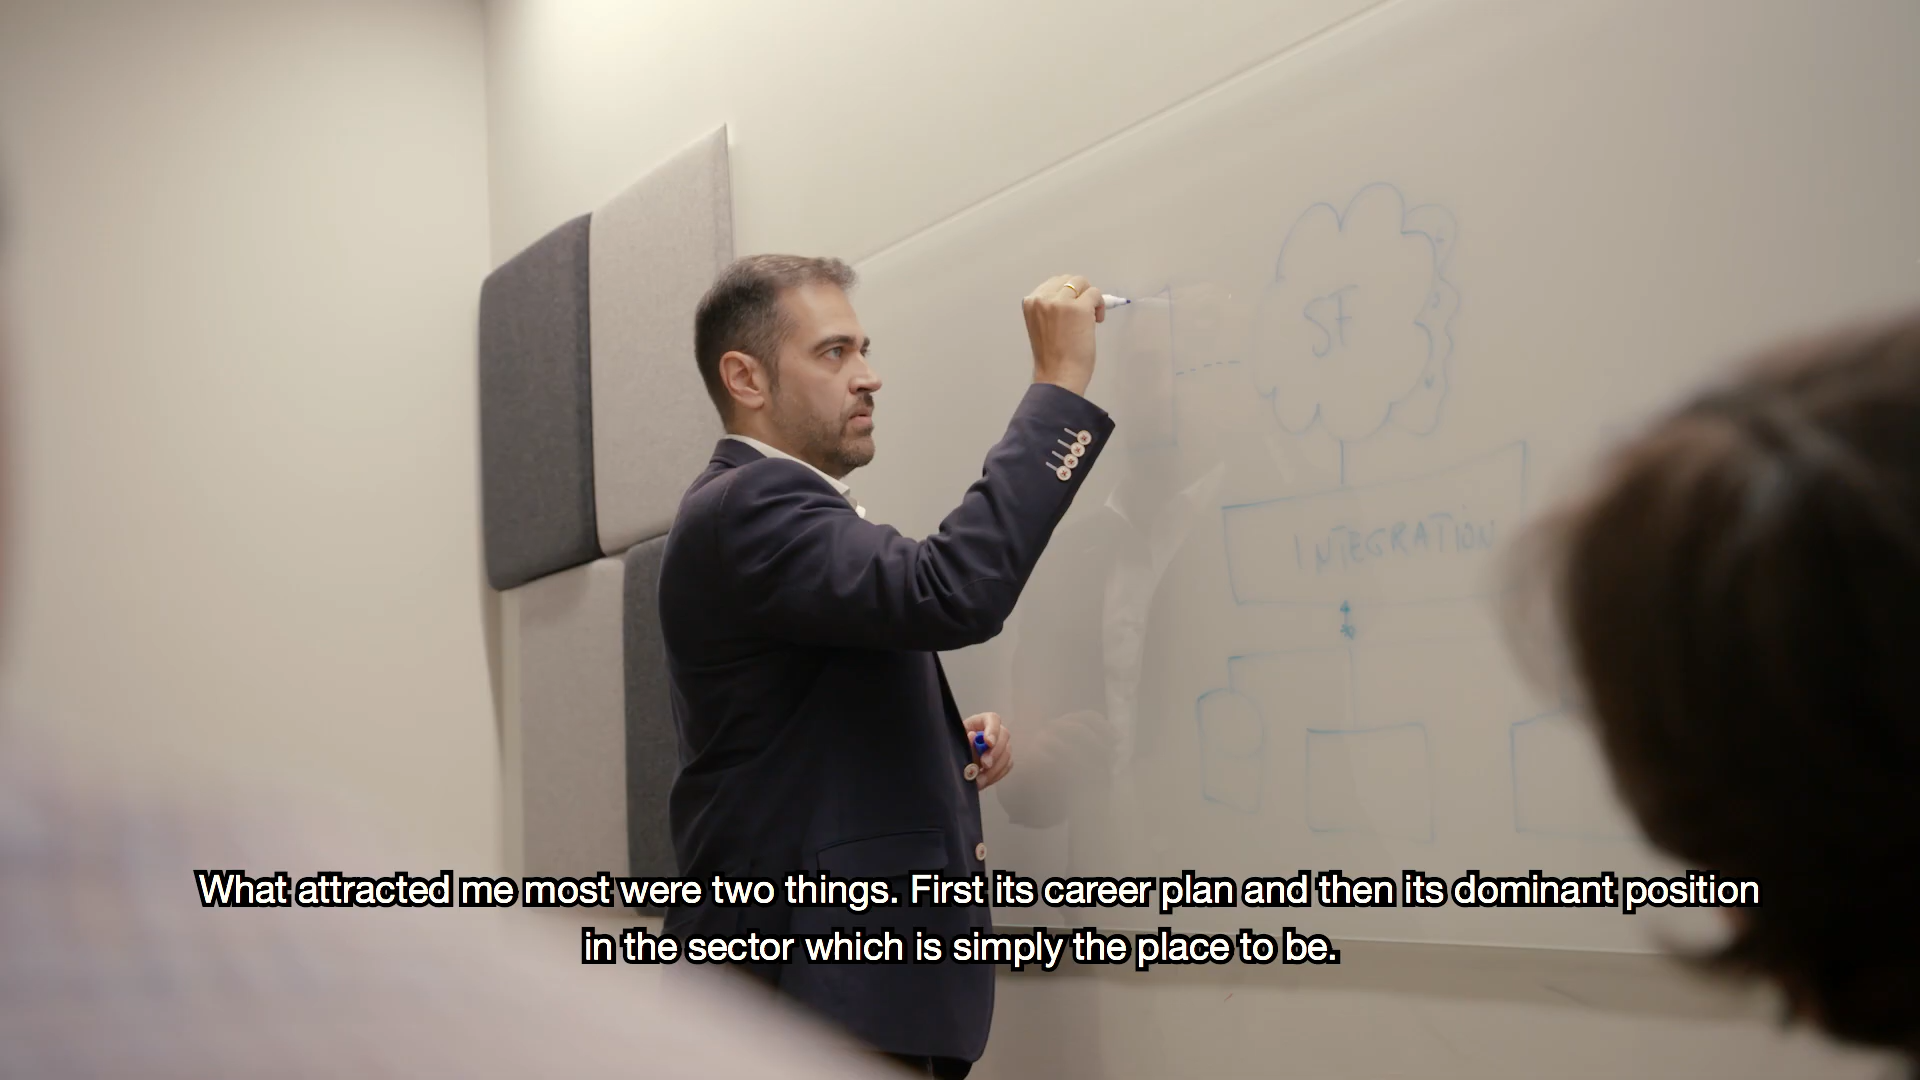 SF
INTEGRATION
What attracted me most were two things. First its career plan and then its dominant position
in the sector which is simply the place to be.